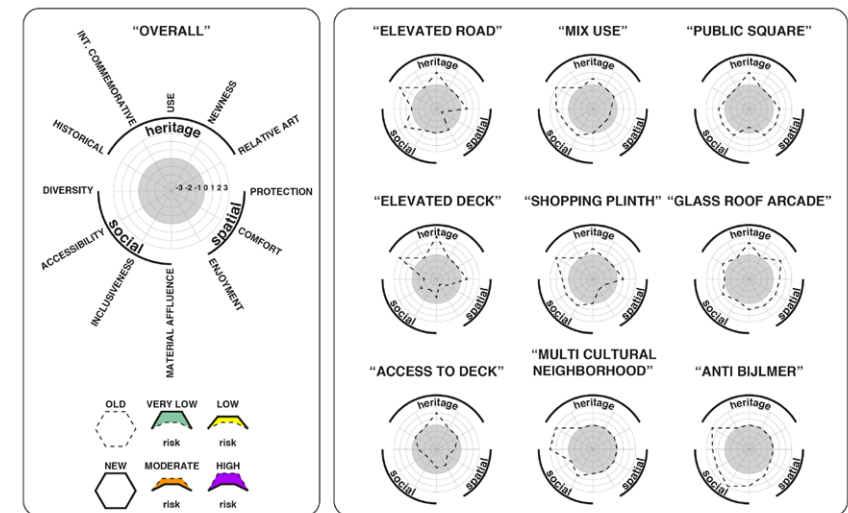 “OVERALL”
INT. COMMEMORATIVE
USE
NEWNESS
HISTORICAL
heritage
RELATIVE ART
-3 -2 -1 0 1 2 3
DIVERSITY
PROTECTION
social
spatial
ACCESSIBILITY
COMFORT
INCLUSIVENESS
ENJOYMENT
MATERIAL AFFLUENCE
OLD
VERY LOW
LOW
risk
risk
NEW
MODERATE
HIGH
risk
risk
“ELEVATED ROAD”
heritage
social
spatial
“MIX USE”
heritage
social
spatial
“PUBLIC SQUARE”
heritage
social
spatial
“ELEVATED DECK”
heritage
social
spatial
“SHOPPING PLINTH”
heritage
social
spatial
“GLASS ROOF ARCADE”
heritage
social
spatial
“ACCESS TO DECK”
heritage
social
spatial
“MULTI CULTURAL
NEIGHBORHOOD”
heritage
social
spatial
“ANTI BIJLMER”
heritage
social
spatial